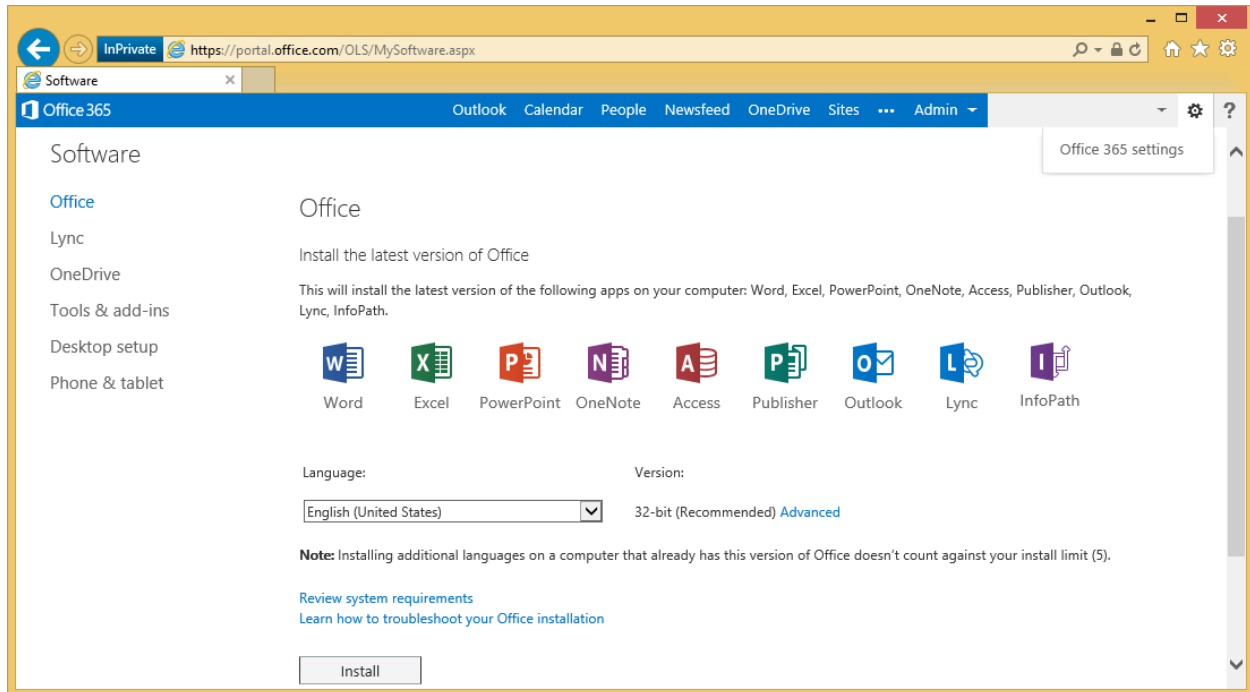 InPrivate https://portal.office.com/OLS/MySoftware.aspx
Software
Office 365 Outlook Calendar People Newsfeed OneDrive Sites ··· Admin ?
Office 365 settings
Software
Office
Lync
OneDrive
Tools & add-ins
Desktop setup
Phone & tablet
Office
Install the latest version of Office
This will install the latest version of the following apps on your computer: Word, Excel, PowerPoint, OneNote, Access, Publisher, Outlook,
Lync, InfoPath.
Word Excel PowerPoint OneNote Access Publisher Outlook Lync InfoPath
Language: Version:
English (United States) 32-bit (Recommended) Advanced
Note: Installing additional languages on a computer that already has this version of Office doesn't count against your install limit (5).
Review system requirements
Learn how to troubleshoot your Office installation
Install